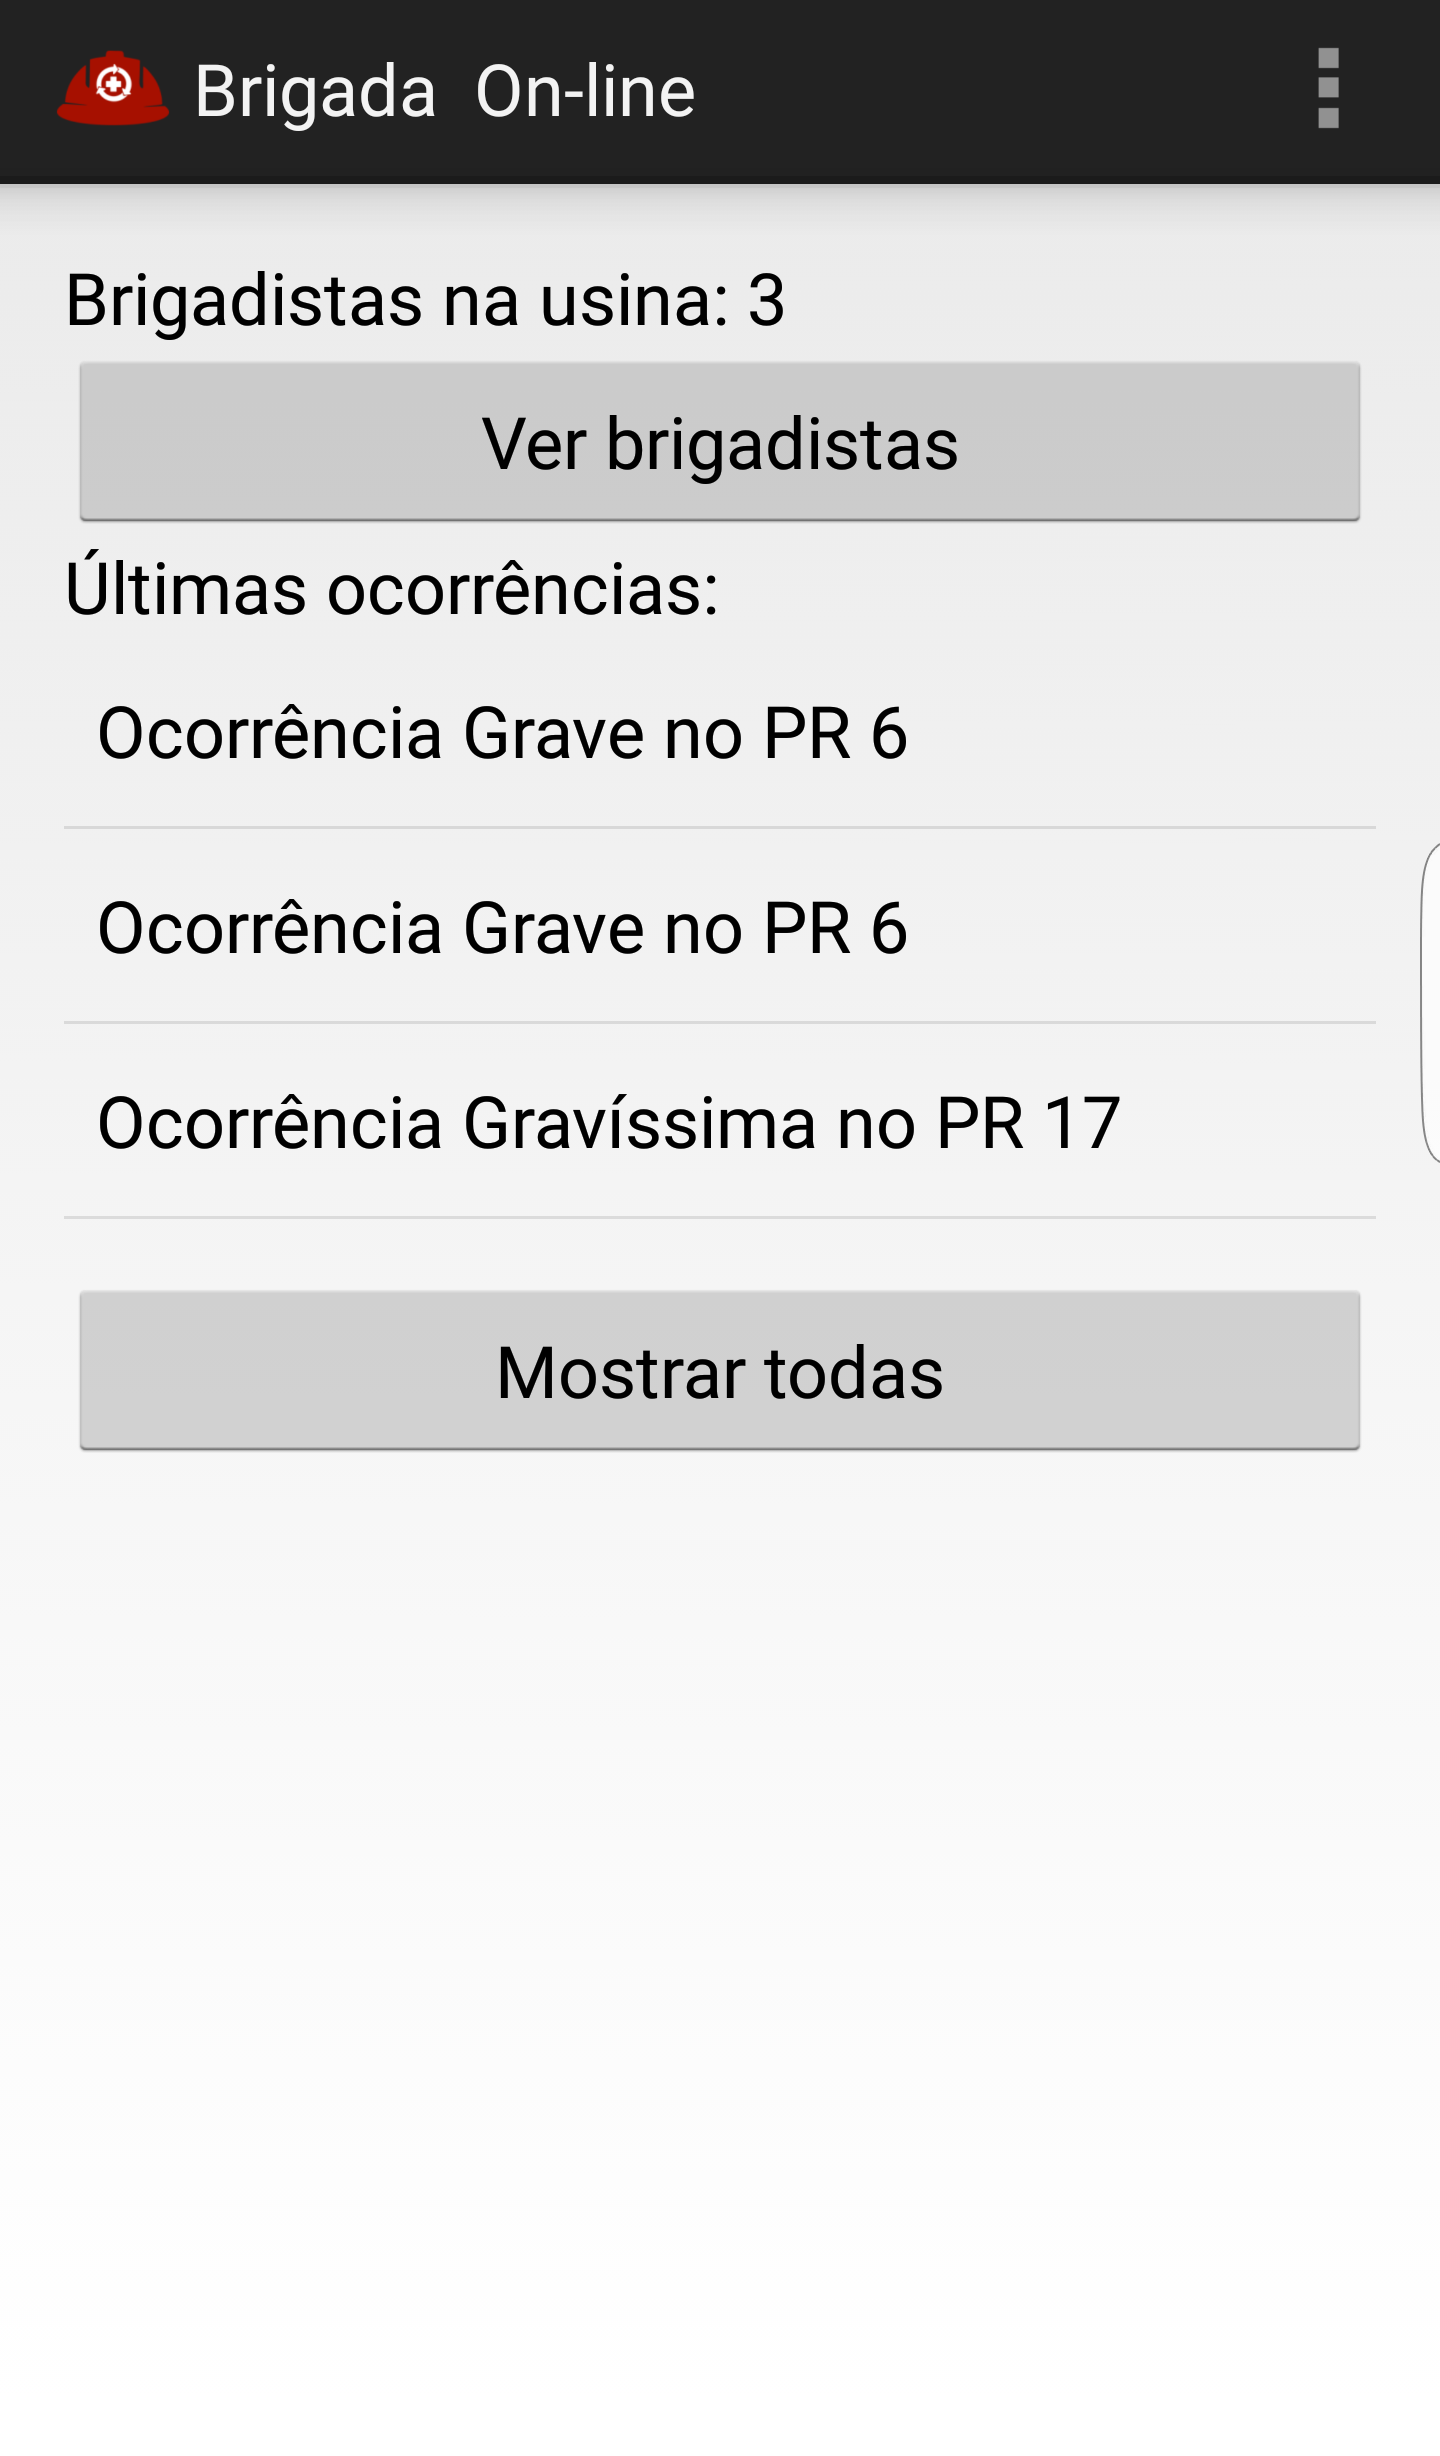 Brigada  On-line
Brigadistas na usina: 3
Ver brigadistas
Últimas ocorrências:
Ocorrência Grave no PR 6
Ocorrência Grave no PR 6
Ocorrência Gravíssima no PR 17
Mostrar todas